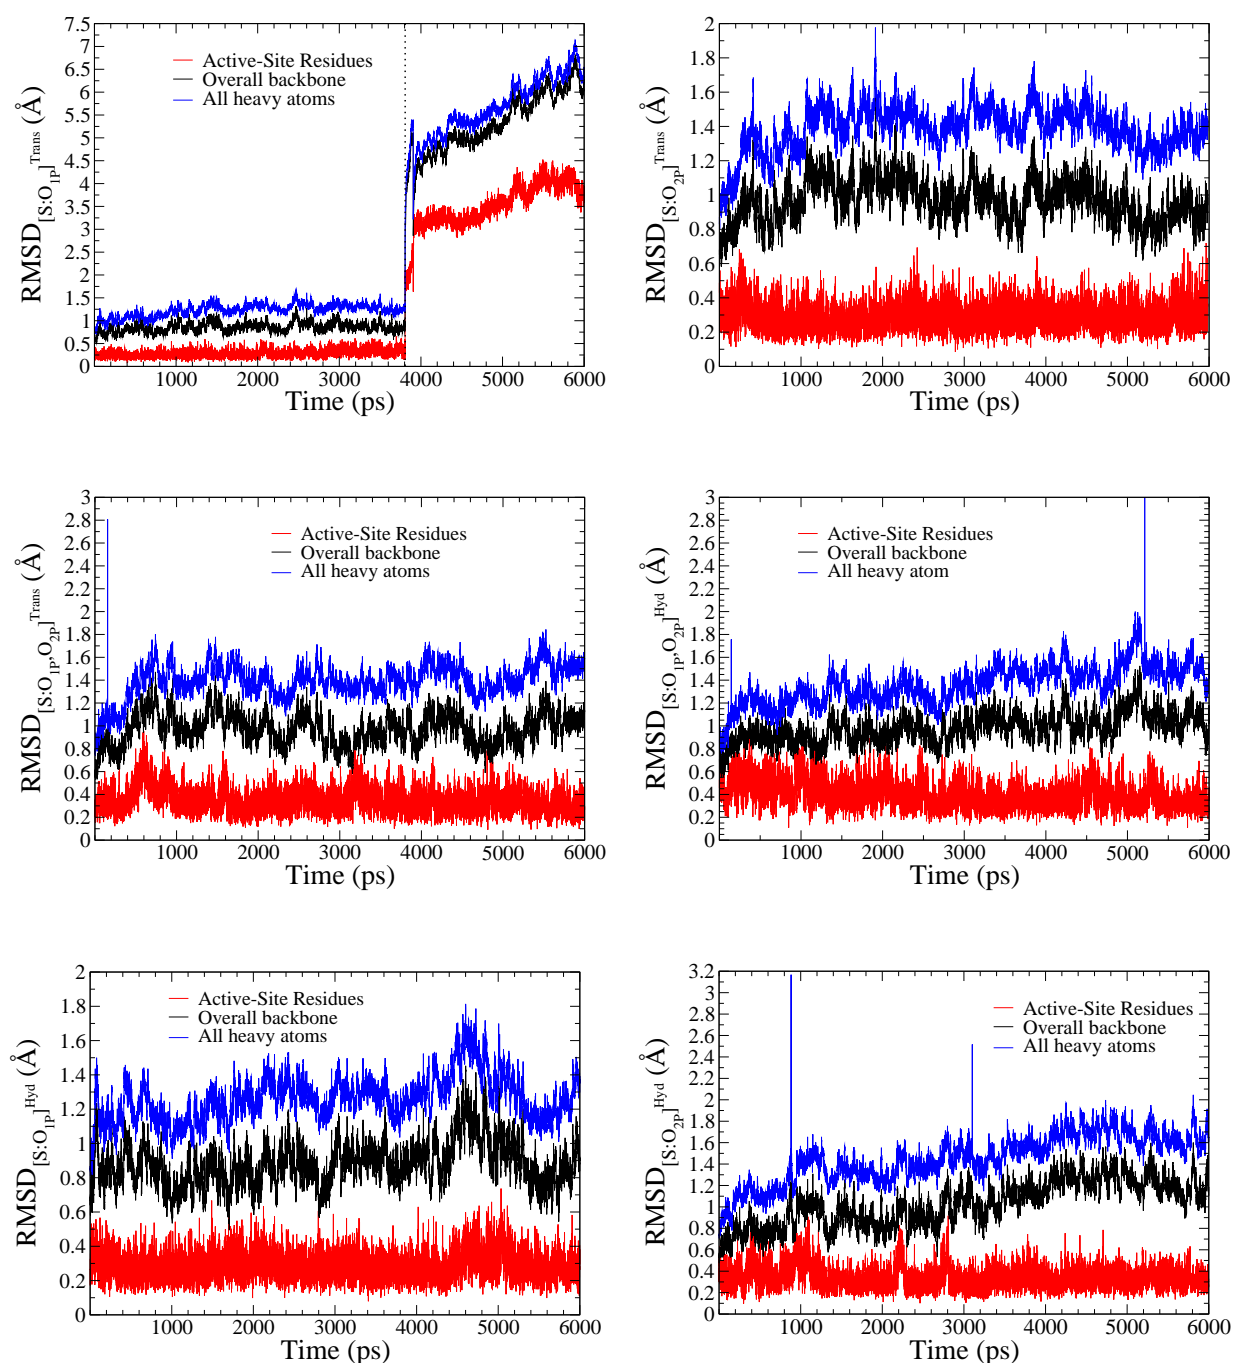 RMSD[S:O1P]Trans (Å)
7.5
7
6.5
6
5.5
5
4.5
4
3.5
3
2.5
2
1.5
1
0.5
0
Active-Site Residues
Overall backbone
All heavy atoms
1000 2000 3000 4000 5000 6000
Time (ps)
RMSD[S:O2P]Trans (Å)
2
1.8
1.6
1.4
1.2
1
0.8
0.6
0.4
0.2
0
0 1000 2000 3000 4000 5000 6000
Time (ps)
RMSD[S:O1P,O2P]Trans (Å)
3
2.8
2.6
2.4
2.2
2
1.8
1.6
1.4
1.2
1
0.8
0.6
0.4
0.2
0
Active-Site Residues
Overall backbone
All heavy atoms
1000 2000 3000 4000 5000 6000
Time (ps)
RMSD[S:O1P,O2P]Hyd (Å)
3
2.8
2.6
2.4
2.2
2
1.8
1.6
1.4
1.2
1
0.8
0.6
0.4
0.2
0
Active-Site Residues
Overall backbone
All heavy atom
1000 2000 3000 4000 5000 6000
Time (ps)
RMSD[S:O1P]Hyd (Å)
2
1.8
1.6
1.4
1.2
1
0.8
0.6
0.4
0.2
0
Active-Site Residues
Overall backbone
All heavy atoms
0 1000 2000 3000 4000 5000 6000
Time (ps)
RMSD[S:O2P]Hyd (Å)
3.2
3
2.8
2.6
2.4
2.2
2
1.8
1.6
1.4
1.2
1
0.8
0.6
0.4
0.2
0
Active-Site Residues
Overall backbone
All heavy atoms
1000 2000 3000 4000 5000 6000
Time (ps)